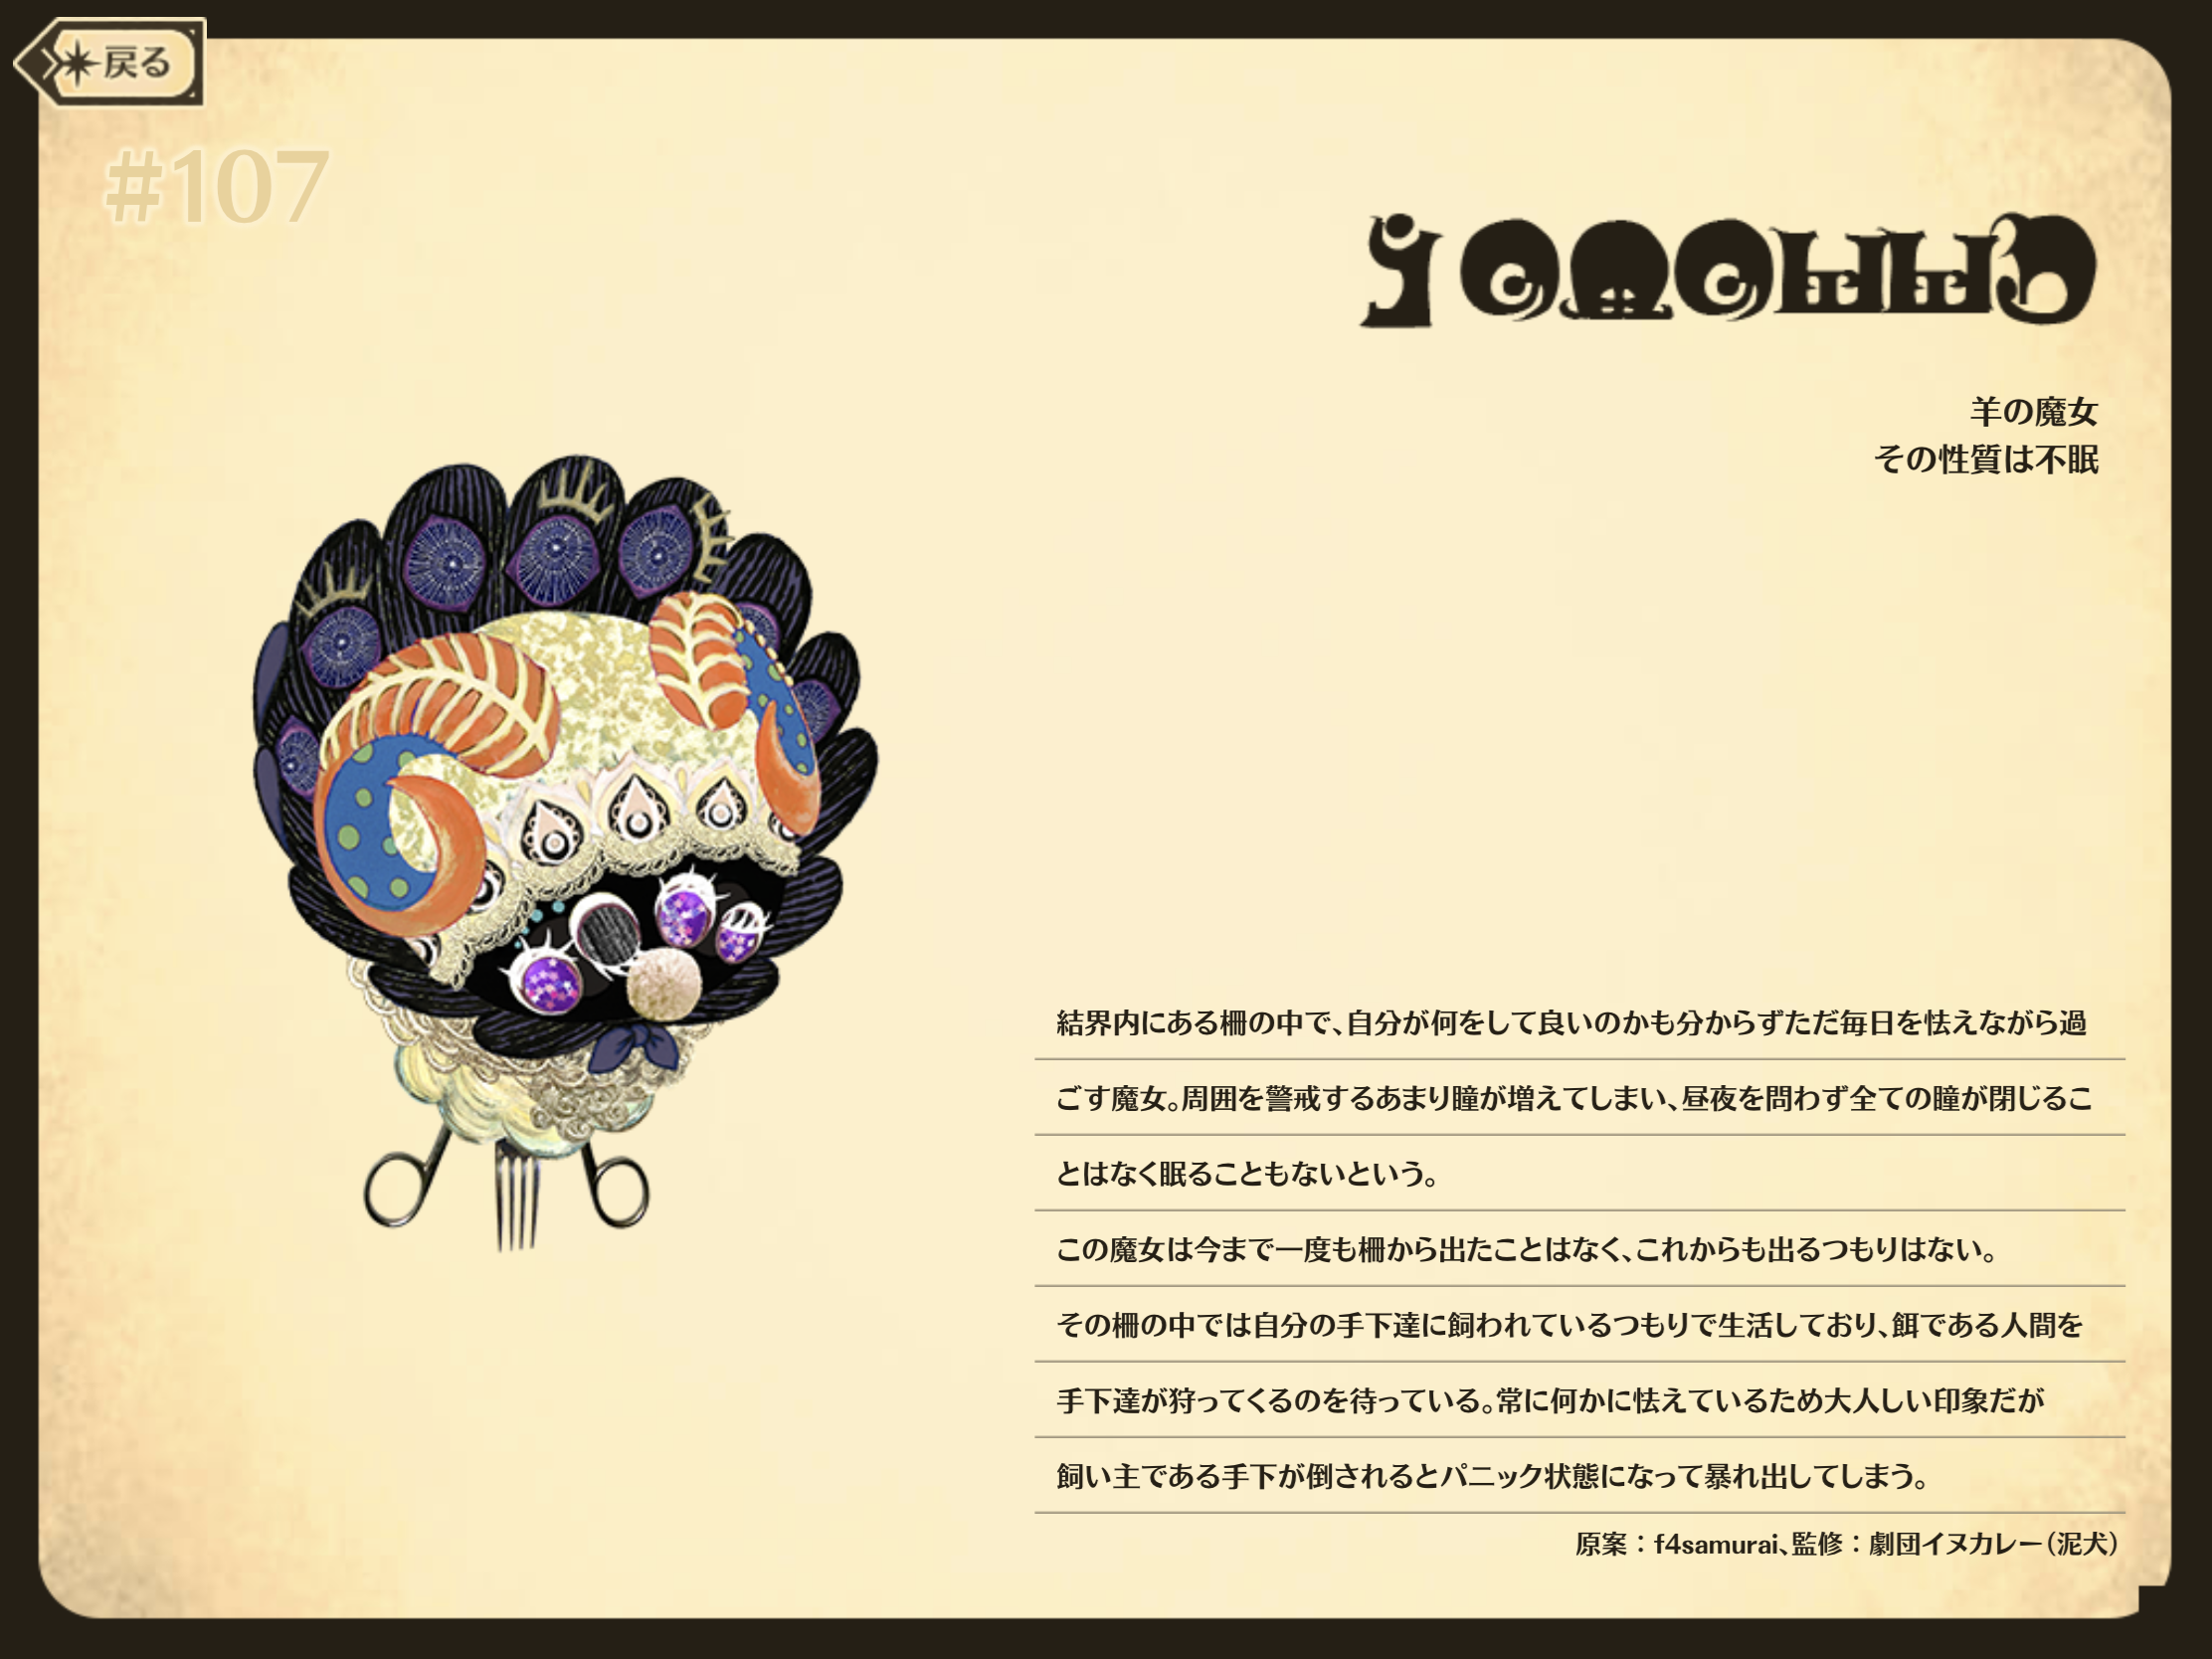 戻る
#107
羊の魔女
その性質は不眠
結界内にある柵の中で、自分が何をして良いのかも分からずただ毎日を怯えながら過
ごす魔女。周囲を警戒するあまり瞳が増えてしまい、昼夜を問わず全ての瞳が閉じるこ
とはなく眠ることもないという。
この魔女は今まで一度も柵から出たことはなく、これからも出るつもりはない。
その柵の中では自分の手下達に飼われているつもりで生活しており、餌である人間を
手下達が狩ってくるのを待っている。常に何かに怯えているため大人しい印象だが
飼い主である手下が倒されるとパニック状態になって暴れ出してしまう。
原案：f4samurai、監修：劇団イヌカレー（泥犬）